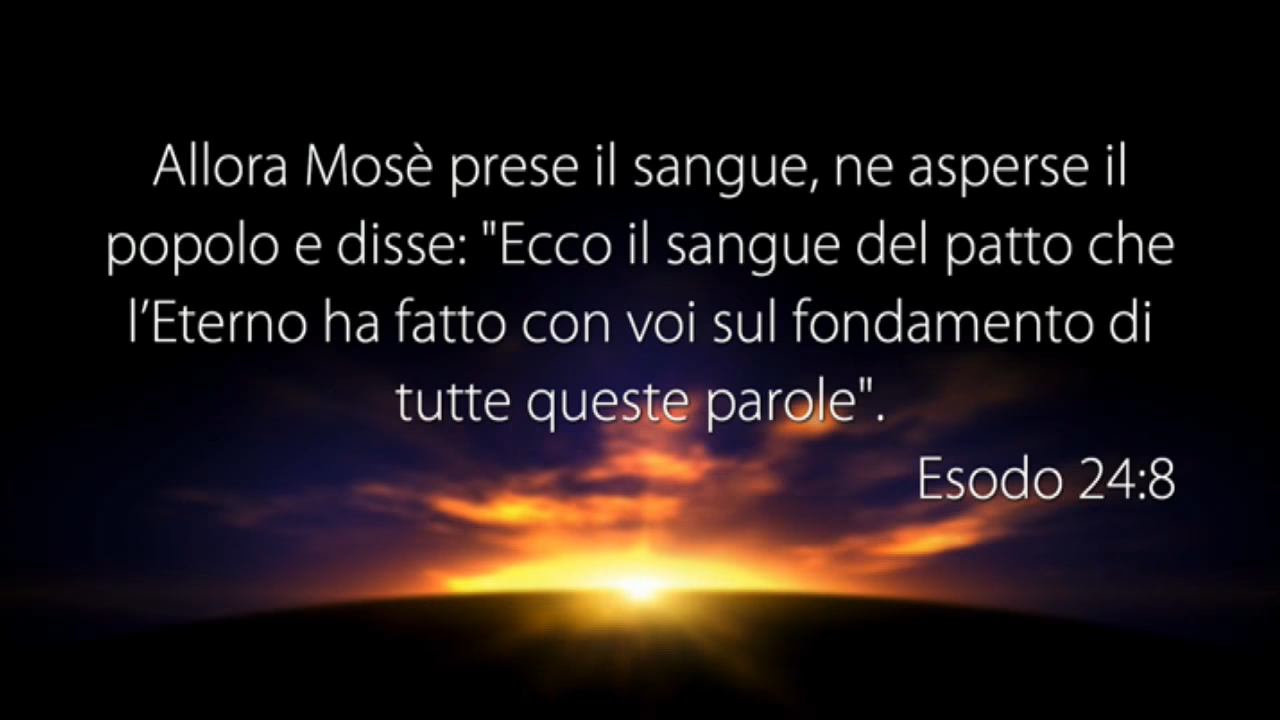 Allora Mosè prese il sangue, ne asperse il
popolo e disse: "Ecco il sangue del patto che
l’Eterno ha fatto con voi sul fondamento di
tutte queste parole".
Esodo 24:8